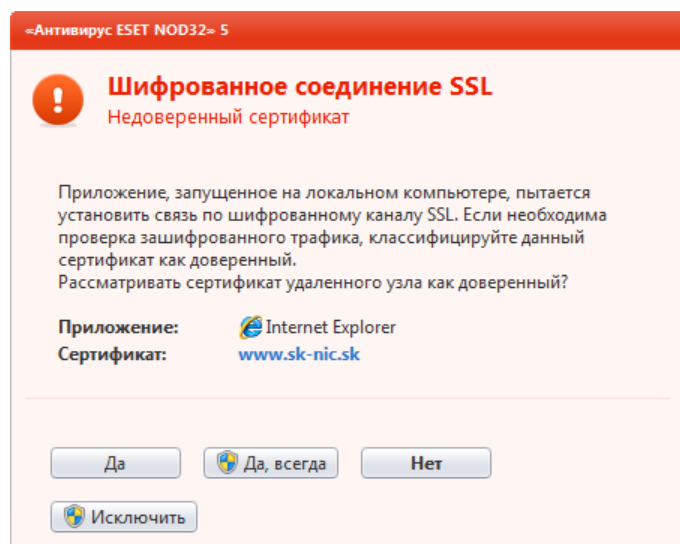 «Антивирус ESET NOD32» 5
Шифрованное соединение SSL
Недоверенный сертификат
Приложение, запущенное на локальном компьютере, пытается
установить связь по шифрованному каналу SSL. Если необходима
проверка зашифрованного трафика, классифицируйте данный
сертификат как доверенный.
Рассматривать сертификат удаленного узла как доверенный?
Приложение: Internet Explorer
Сертификат: www.sk-nic.sk
Да Да, всегда Нет
Исключить